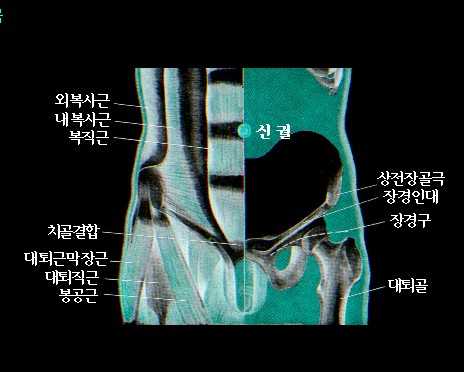 외복사근
내복사근
복직근
신궐
상전장골극
장경인대
장경구
치골결합
대퇴근막장근
대퇴직근
봉공근
대퇴골